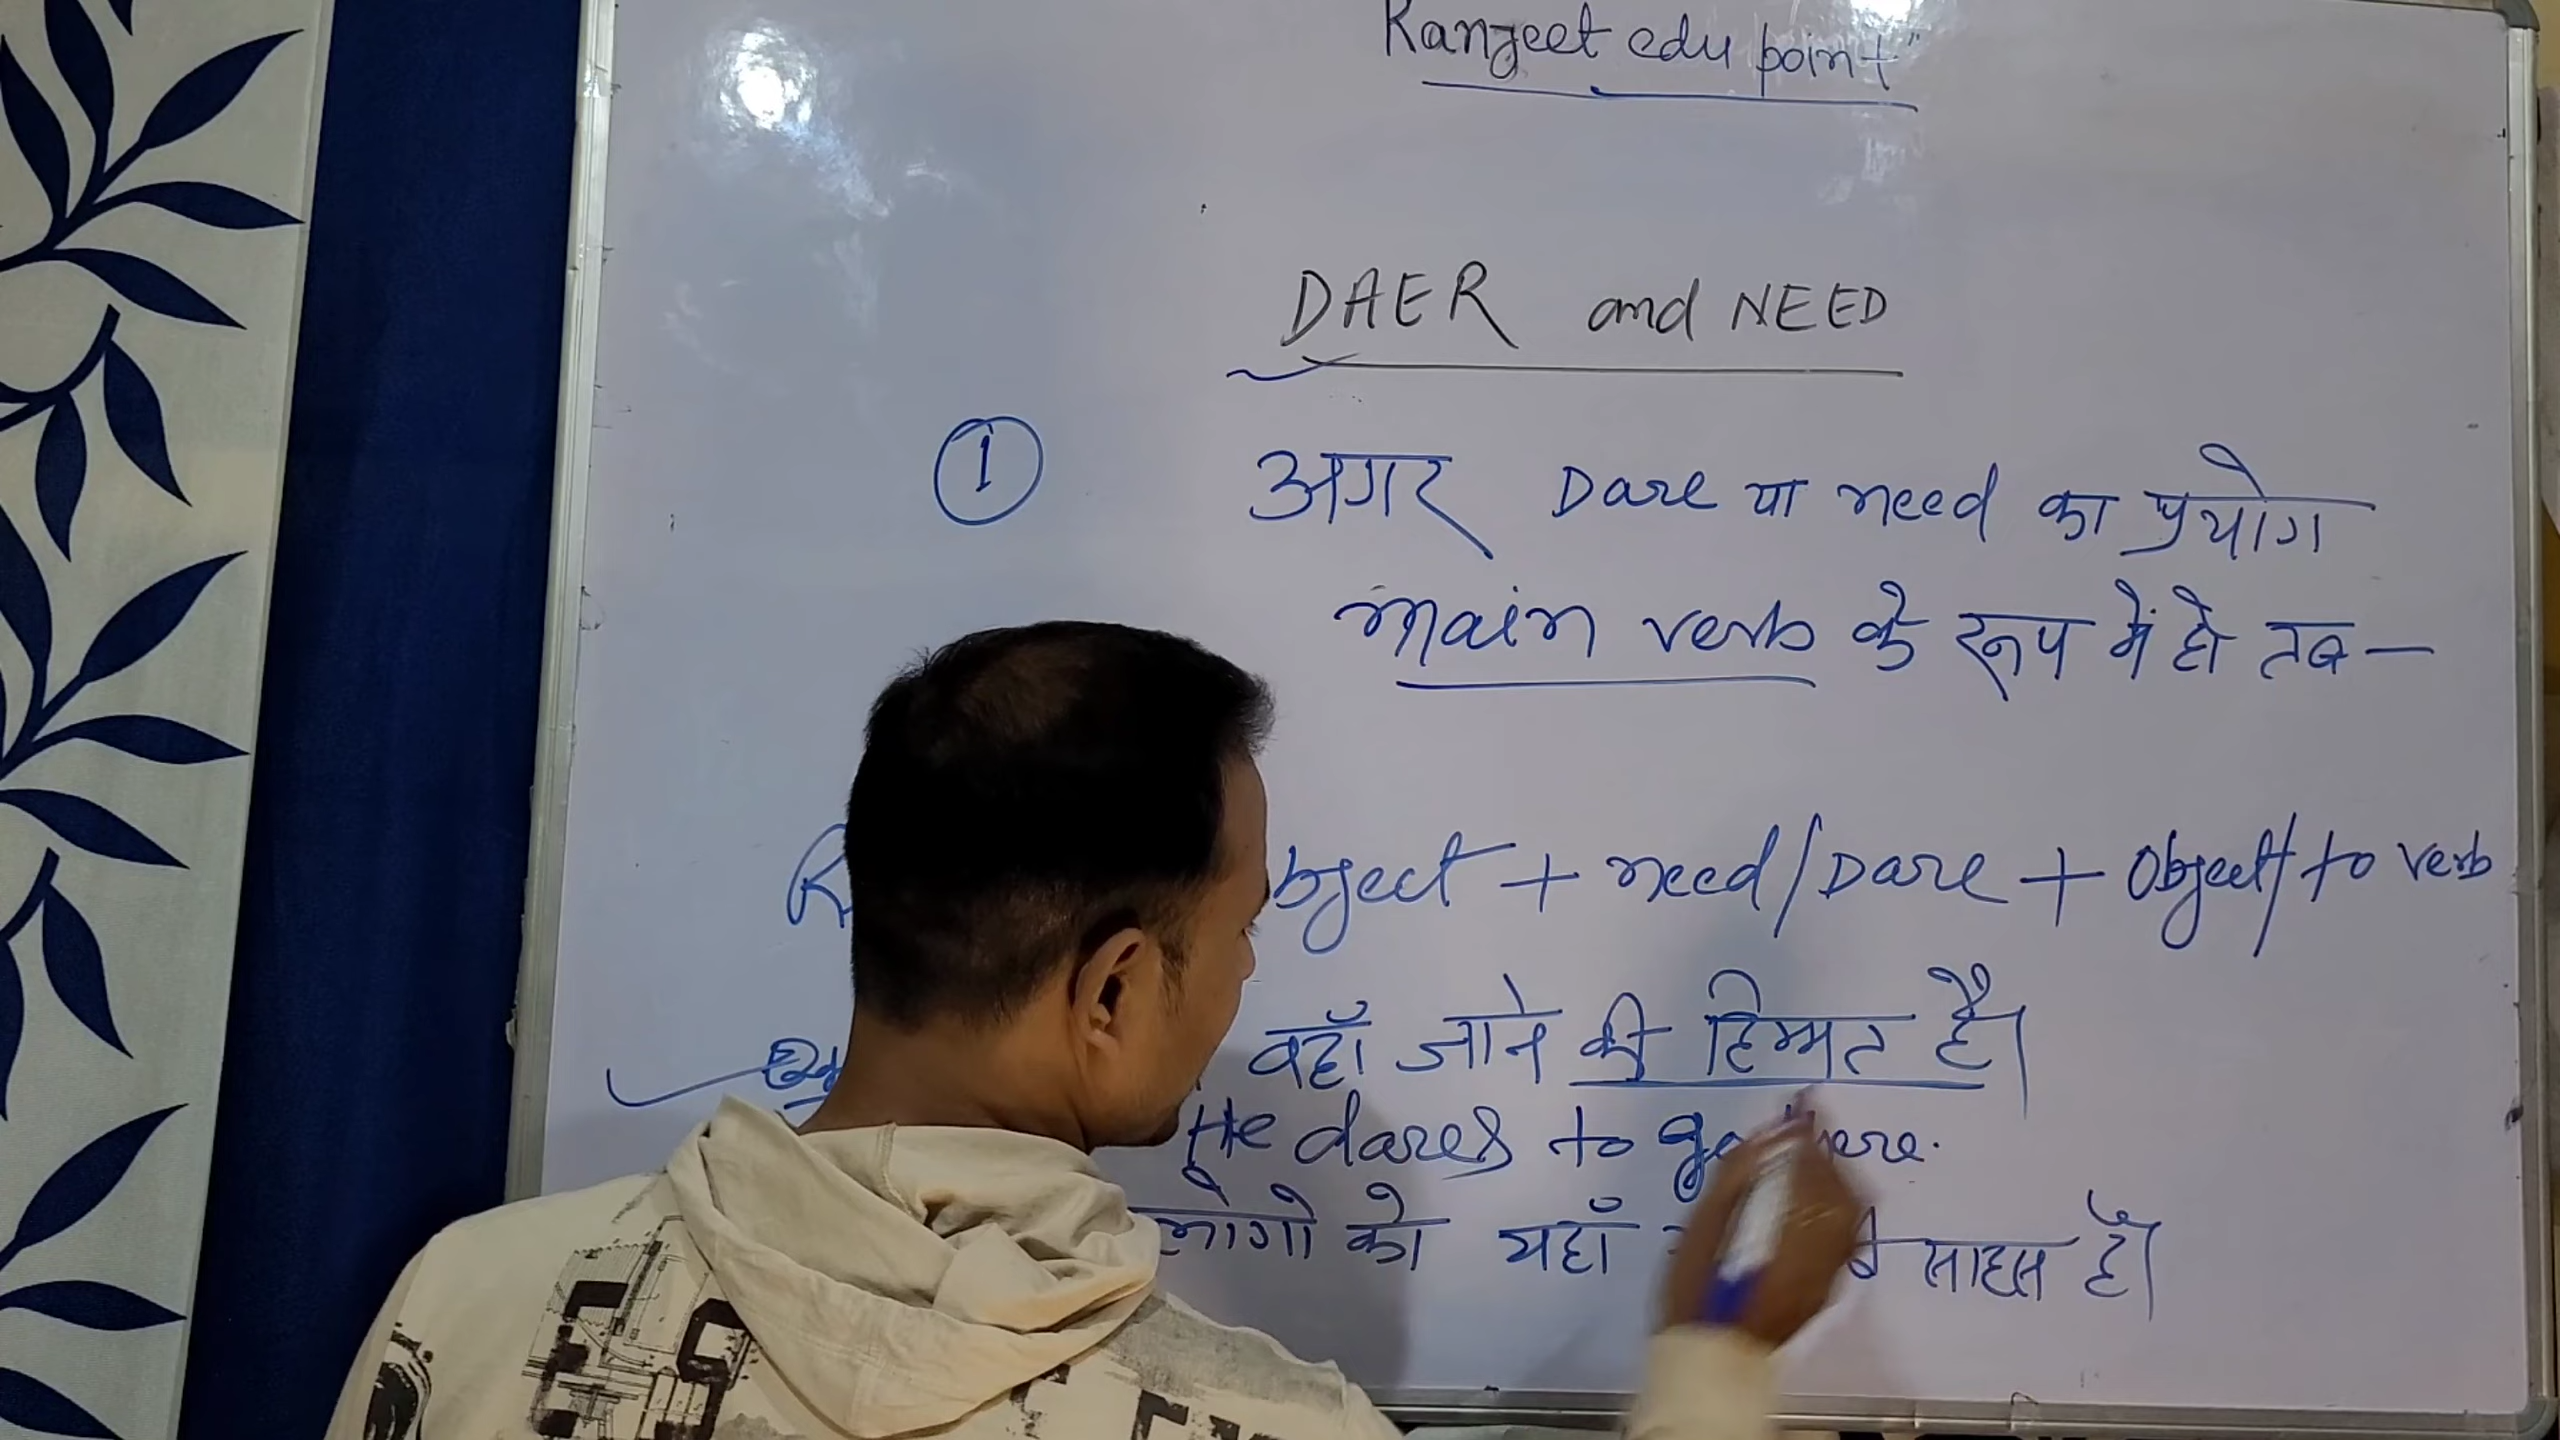 Ranjeet edu point"
DAER and NEED
1 अगर Dare या need का प्रयोग
main verb के रूप में हो तब—
bject + need/Dare + Object/to verb
वहाँ जाने की हिम्मत है।
He dares to go here.
लोगो को यहाँ साहस है।